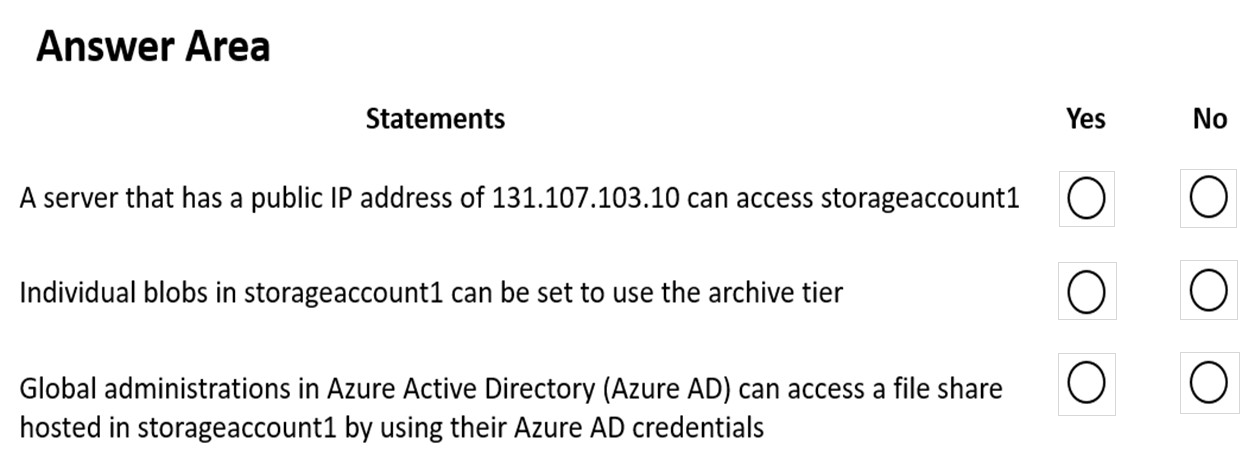 Answer Area
Statements Yes No
A server that has a public IP address of 131.107.103.10 can access storageaccount1
Individual blobs in storageaccount1 can be set to use the archive tier
Global administrations in Azure Active Directory (Azure AD) can access a file share
hosted in storageaccount1 by using their Azure AD credentials